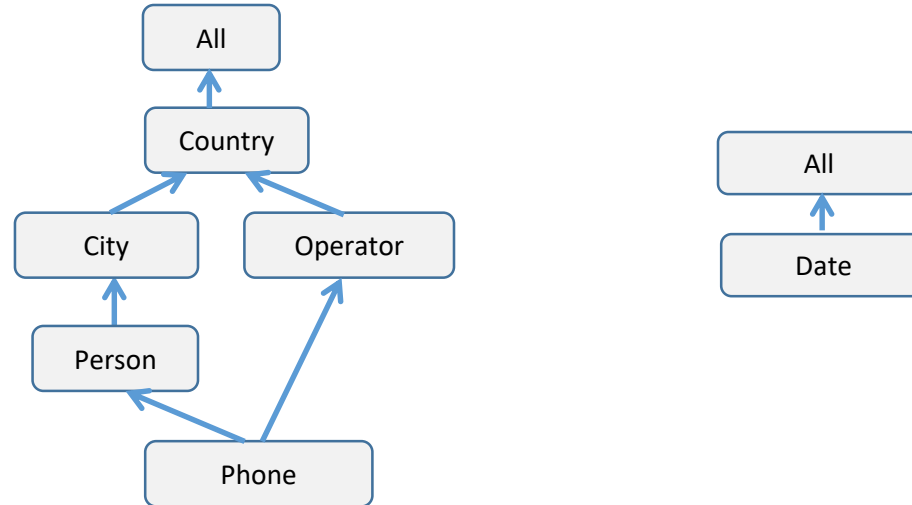 All
Country
City
Operator
Person
Phone
All
Date